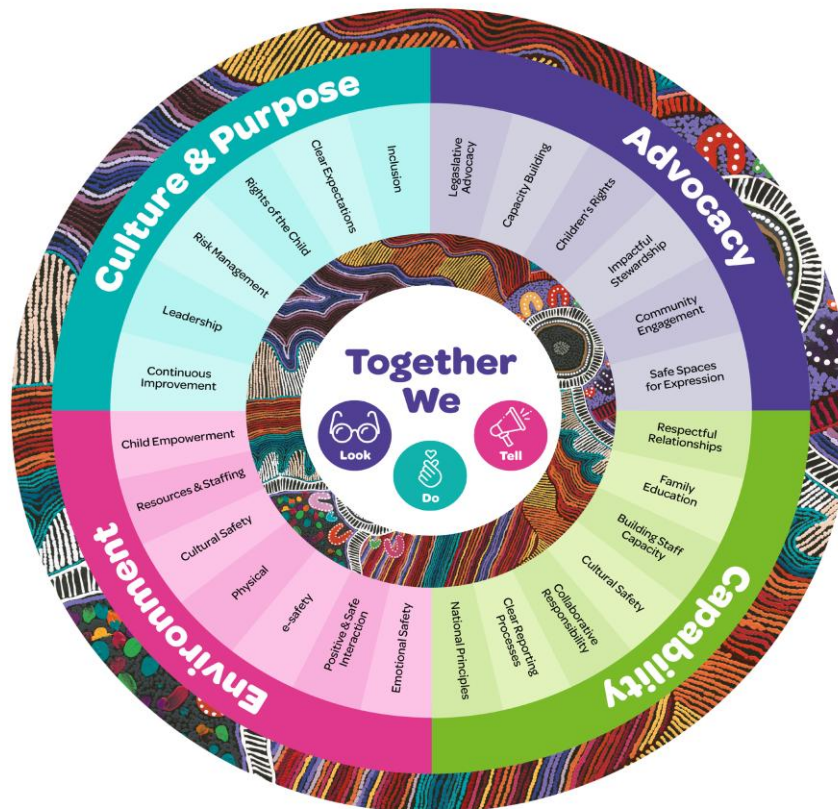 Culture & Purpose
Inclusion
Clear Expectations
Rights of the Child
Risk Management
Leadership
Continuous
Improvement
Advocacy
Legaslative
Advocacy
Capacity Building
Children's Rights
Impactful
Stewardship
Community
Engagement
Safe Spaces
for Expression
Together
We
Look
Do
Tell
Capability
Respectful
Relationships
Family
Education
Building Staff
Capacity
Cultural Safety
Collaborative
Responsibility
Clear Reporting
Processes
National Principles
Environment
Child Empowerment
Resources & Staffing
Cultural Safety
Physical
e-safety
Positive & Safe
Interaction
Emotional Safety